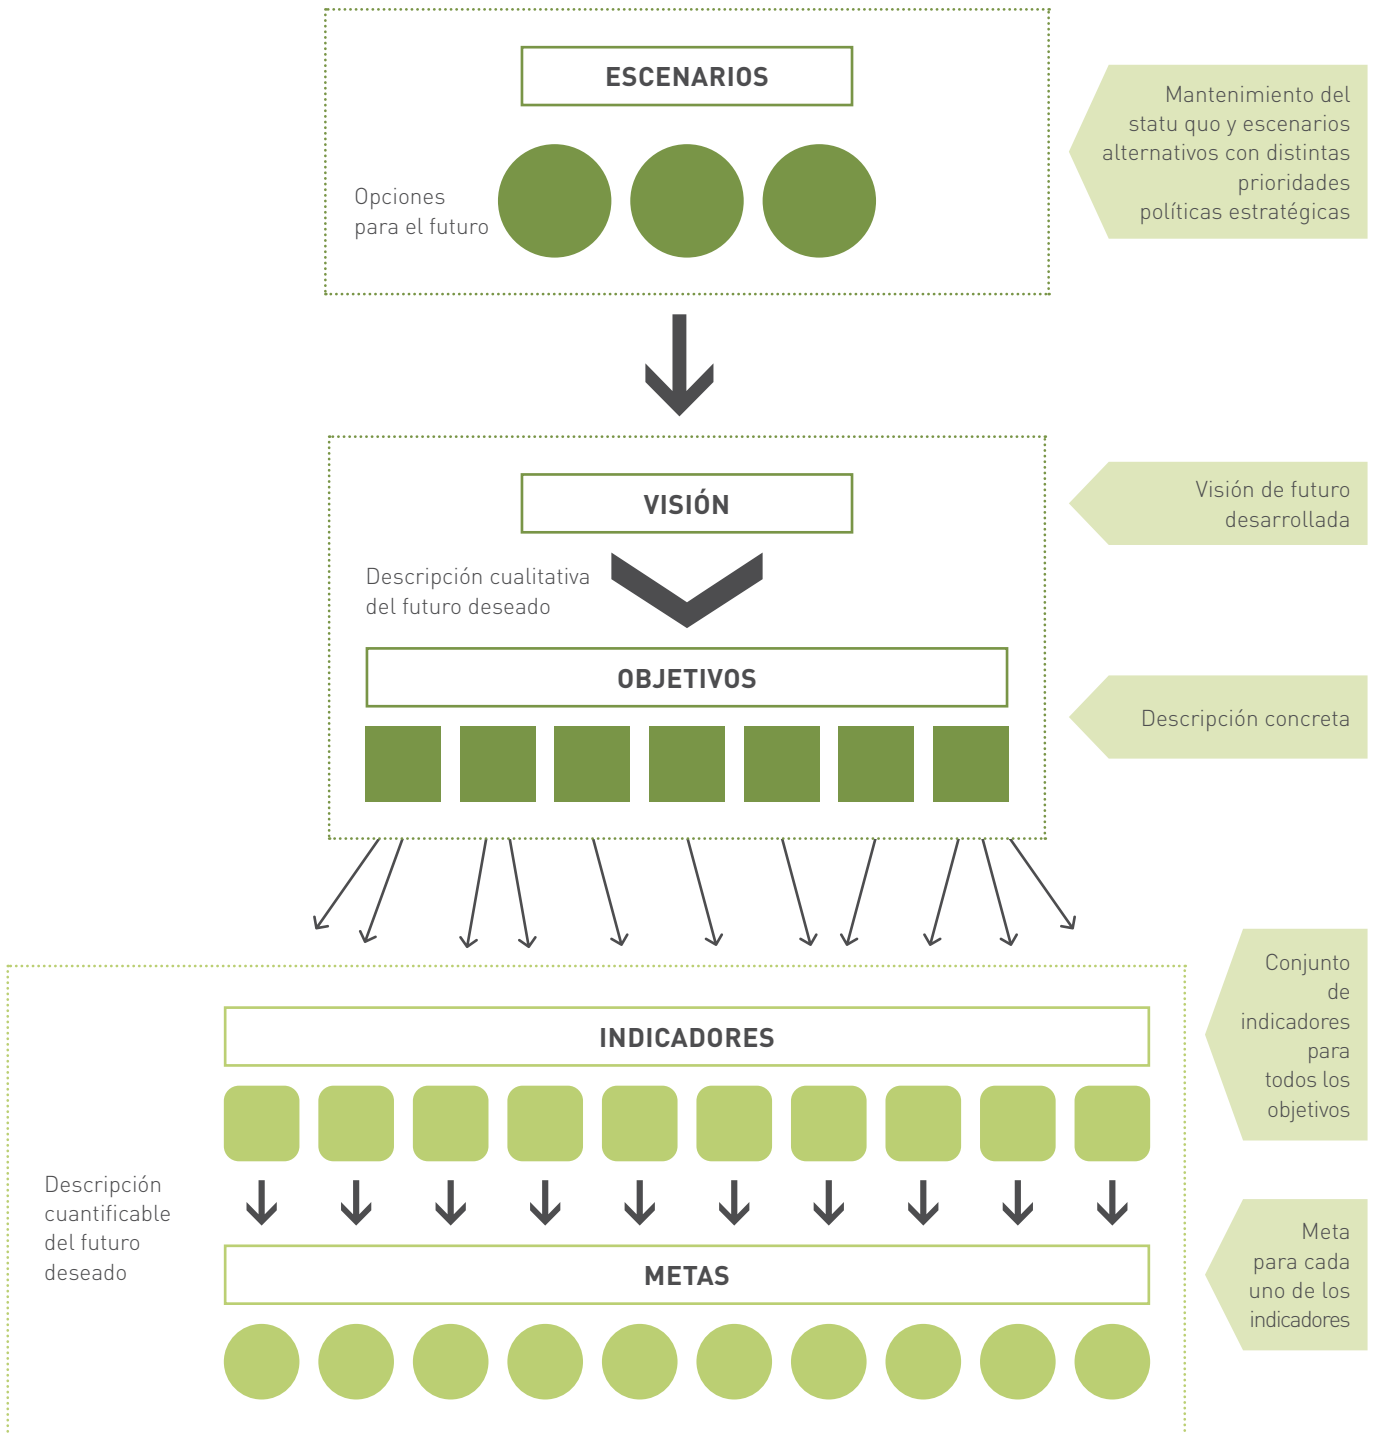 ESCENARIOS
Opciones
para el futuro
Mantenimiento del
statu quo y escenarios
alternativos con distintas
prioridades
políticas estratégicas
VISIÓN
Visión de futuro
desarrollada
Descripción cualitativa
del futuro deseado
OBJETIVOS
Descripción concreta
INDICADORES
Conjunto
de
indicadores
para
todos los
objetivos
Descripción
cuantificable
del futuro
deseado
METAS
Meta
para cada
uno de los
indicadores